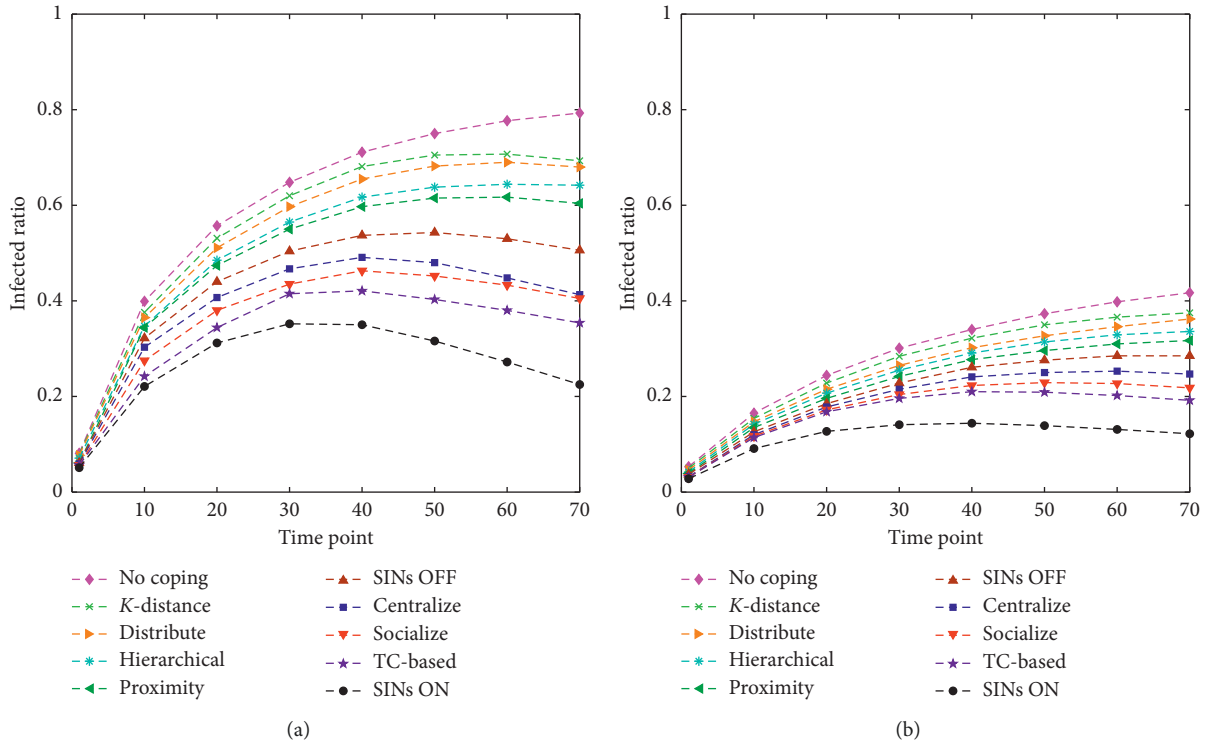 1
0.8
0.6
0.4
0.2
0
Infected ratio
0 10 20 30 40 50 60 70
Time point
No coping
K-distance
Distribute
Hierarchical
Proximity
SINs OFF
Centralize
Socialize
TC-based
SINs ON
(a)
1
0.8
0.6
0.4
0.2
0
Infected ratio
0 10 20 30 40 50 60 70
Time point
No coping
K-distance
Distribute
Hierarchical
Proximity
SINs OFF
Centralize
Socialize
TC-based
SINs ON
(b)